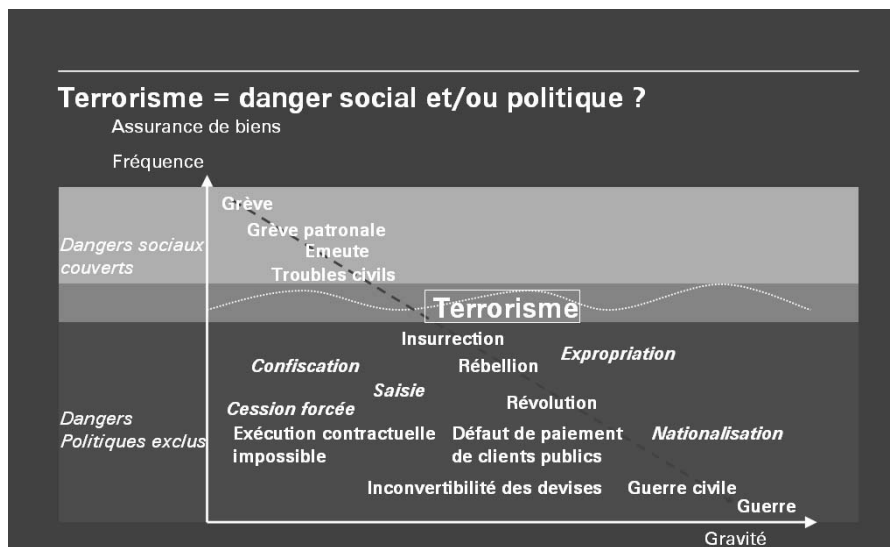 Terrorisme = danger social et/ou politique ?
Assurance de biens
Fréquence
Grève
Grève patronale
Dangers sociaux
couverts
Emeute
Troubles civils
Terrorisme
Insurrection
Expropriation
Confiscation
Rébellion
Saisie
Cession forcée
Révolution
Dangers
Politiques exclus
Exécution contractuelle
impossible
Défaut de paiement
de clients publics
Nationalisation
Inconvertibilité des devises
Guerre civile
Guerre
Gravité